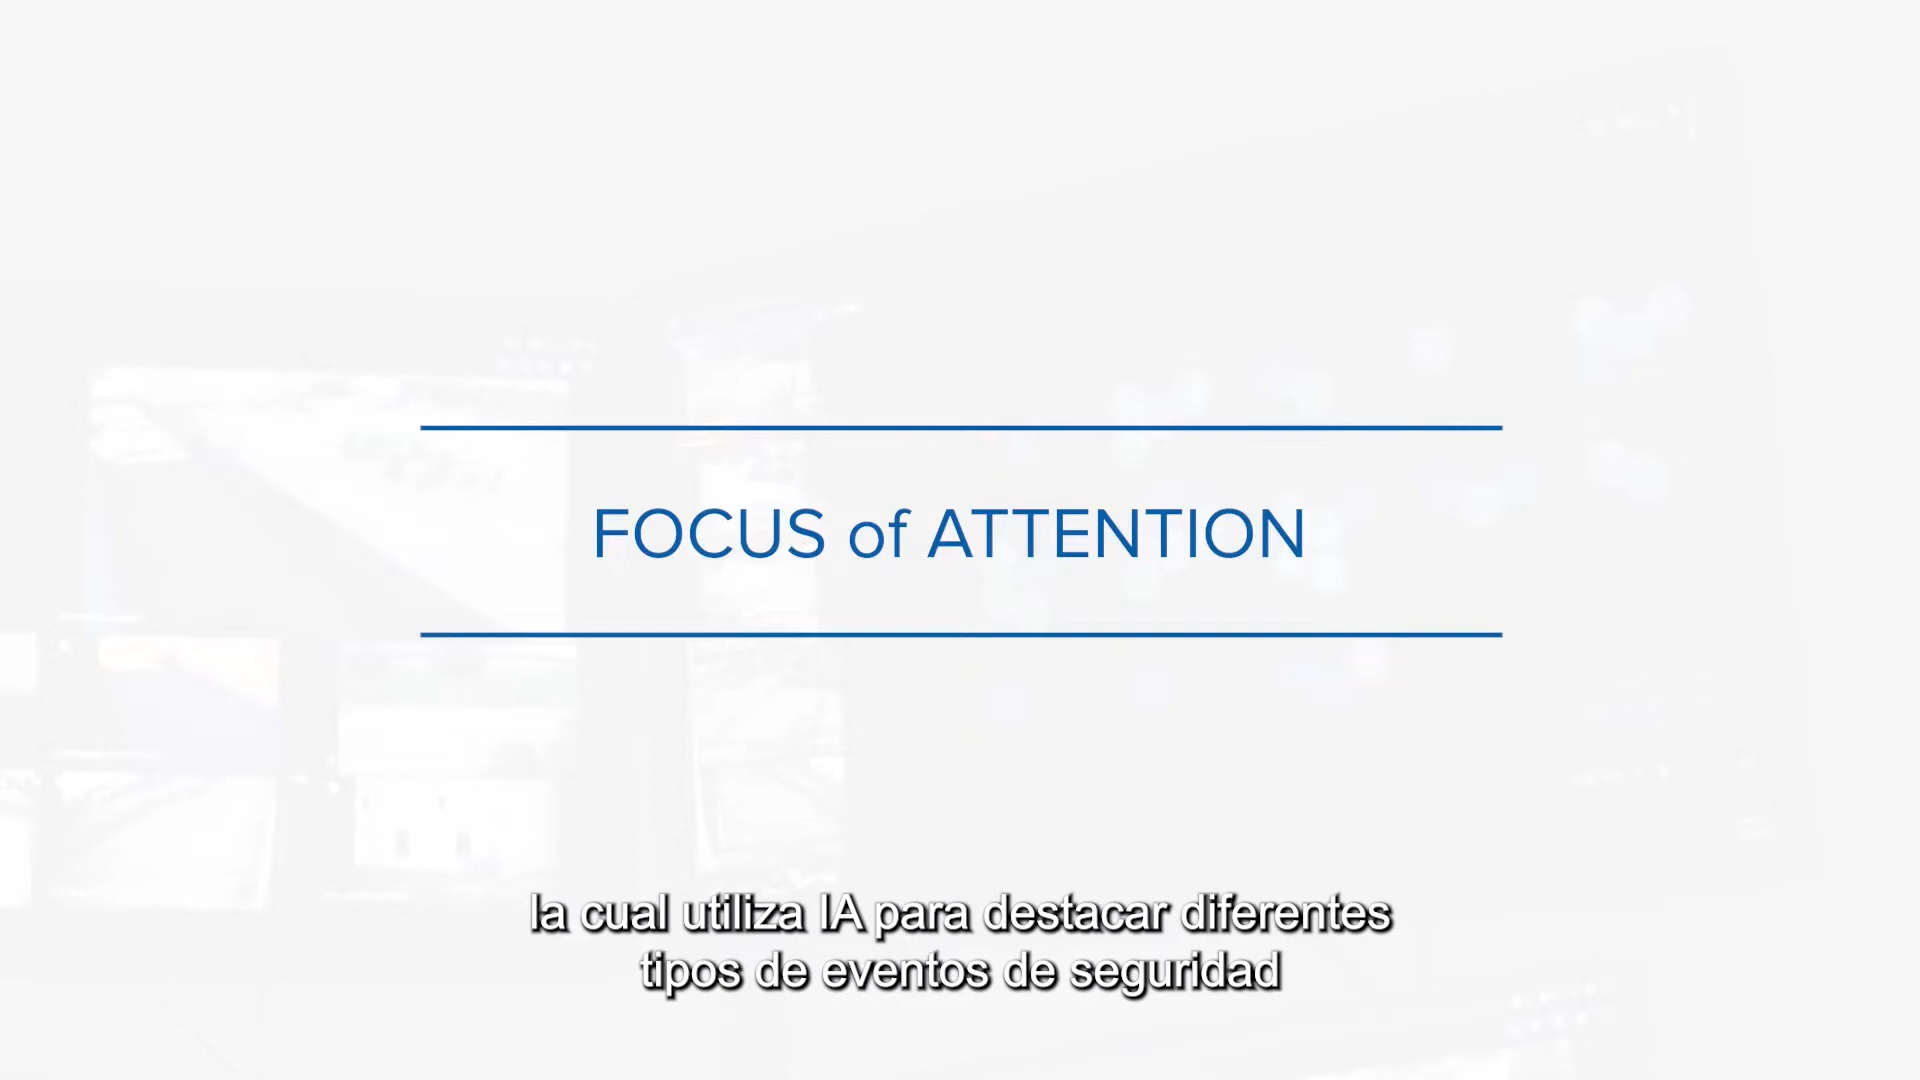 FOCUS of ATTENTION
la cual utiliza IA para destacar diferentes
tipos de eventos de seguridad